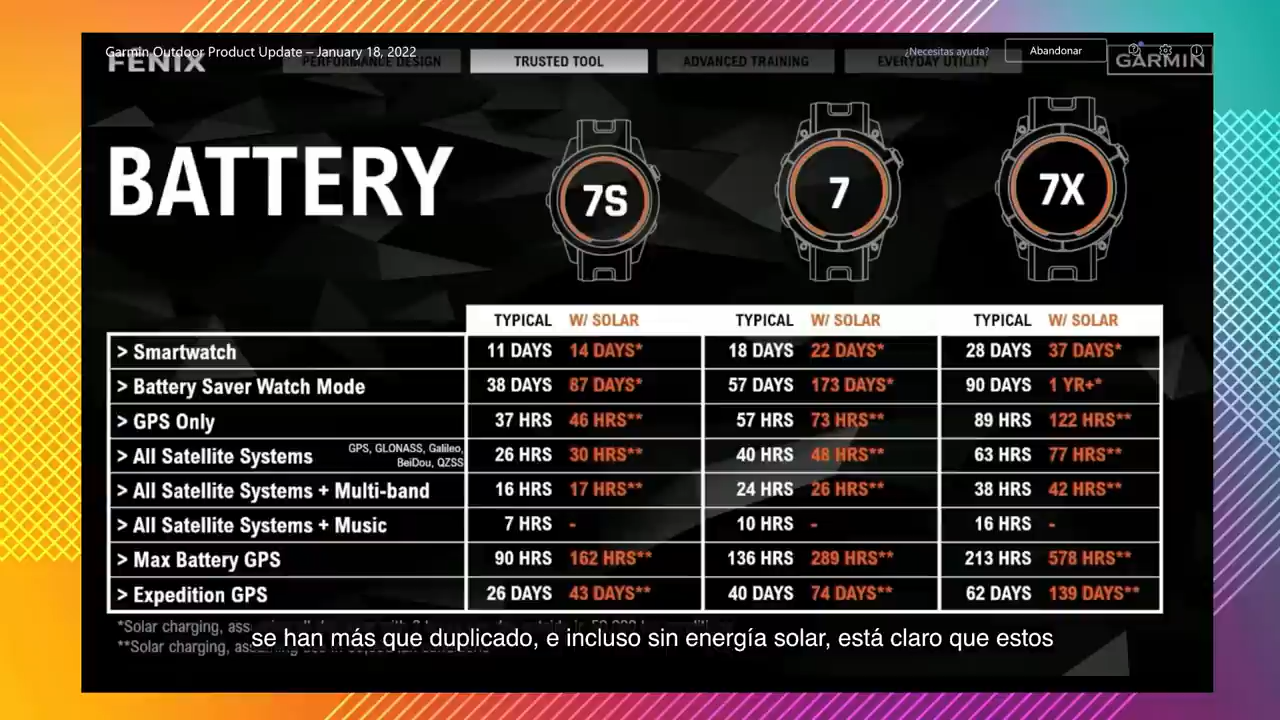 Garmin Outdoor Product Update – January 18, 2022
¿Necesitas ayuda?
Abandonar
FENIX
PERFORMANCE DESIGN
TRUSTED TOOL
ADVANCED TRAINING
EVERYDAY UTILITY
GARMIN
BATTERY
7S
7
7X
TYPICAL W/ SOLAR TYPICAL W/ SOLAR TYPICAL W/ SOLAR
> Smartwatch 11 DAYS 14 DAYS* 18 DAYS 22 DAYS* 28 DAYS 37 DAYS*
> Battery Saver Watch Mode 38 DAYS 87 DAYS* 57 DAYS 173 DAYS* 90 DAYS 1 YR+*
> GPS Only 37 HRS 46 HRS** 57 HRS 73 HRS** 89 HRS 122 HRS**
> All Satellite Systems GPS, GLONASS, Galileo, BeiDou, QZSS 26 HRS 30 HRS** 40 HRS 48 HRS** 63 HRS 77 HRS**
> All Satellite Systems + Multi-band 16 HRS 17 HRS** 24 HRS 26 HRS** 38 HRS 42 HRS**
> All Satellite Systems + Music 7 HRS - 10 HRS - 16 HRS -
> Max Battery GPS 90 HRS 162 HRS** 136 HRS 289 HRS** 213 HRS 578 HRS**
> Expedition GPS 26 DAYS 43 DAYS** 40 DAYS 74 DAYS** 62 DAYS 139 DAYS**
*Solar charging,
**Solar charging,
se han más que duplicado, e incluso sin energía solar, está claro que estos